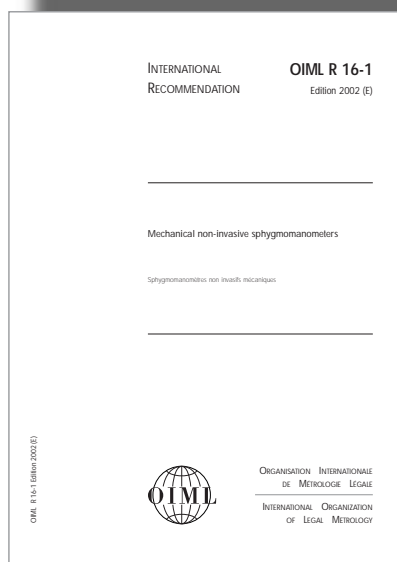 INTERNATIONAL
RECOMMENDATION
OIML R 16-1
Edition 2002 (E)
Mechanical non-invasive sphygmomanometers
Sphygmomanomètres non invasifs mécaniques
OIML R 16-1 Edition 2002 (E)
OIML
ORGANISATION INTERNATIONALE
DE MÉTROLOGIE LÉGALE
INTERNATIONAL ORGANIZATION
OF LEGAL METROLOGY